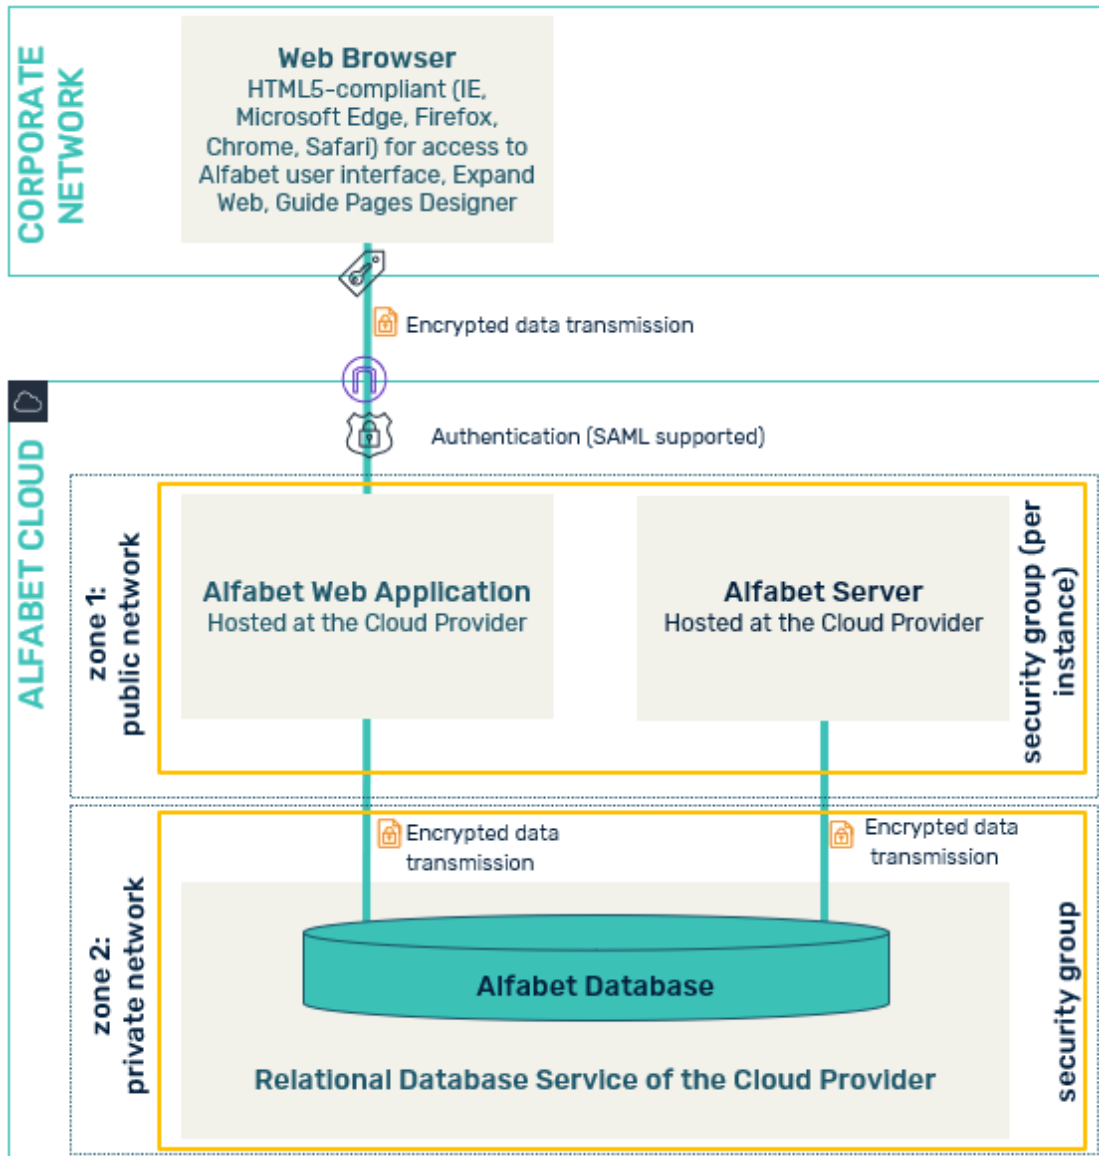 CORPORATE
NETWORK
Web Browser
HTML5-compliant (IE,
Microsoft Edge, Firefox,
Chrome, Safari) for access to
Alfabet user interface, Expand
Web, Guide Pages Designer
Encrypted data transmission
ALFABET CLOUD
Authentication (SAML supported)
zone 1:
public network
Alfabet Web Application
Hosted at the Cloud Provider
Alfabet Server
Hosted at the Cloud Provider
security group (per
instance)
zone 2:
private network
Encrypted data
transmission
Encrypted data
transmission
Alfabet Database
Relational Database Service of the Cloud Provider
security group